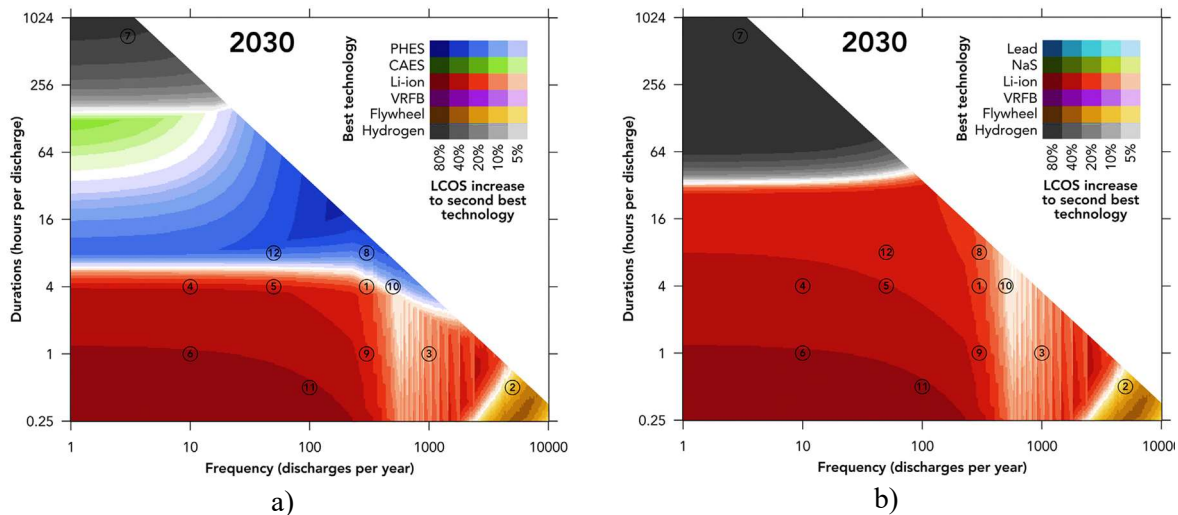 2030
Best technology
PHES
CAES
Li-ion
VRFB
Flywheel
Hydrogen
80%
40%
20%
10%
5%
LCOS increase
to second best
technology
Durations (hours per discharge)
1024
256
64
16
4
1
0.25
7
12
8
4
5
1
10
6
9
3
11
2
1
10
100
1000
10000
Frequency (discharges per year)
a)
2030
Best technology
Lead
NaS
Li-ion
VRFB
Flywheel
Hydrogen
80%
40%
20%
10%
5%
LCOS increase
to second best
technology
Durations (hours per discharge)
1024
256
64
16
4
1
0.25
7
12
8
4
5
1
10
6
9
3
11
2
1
10
100
1000
1000
Frequency (discharges per year)
b)